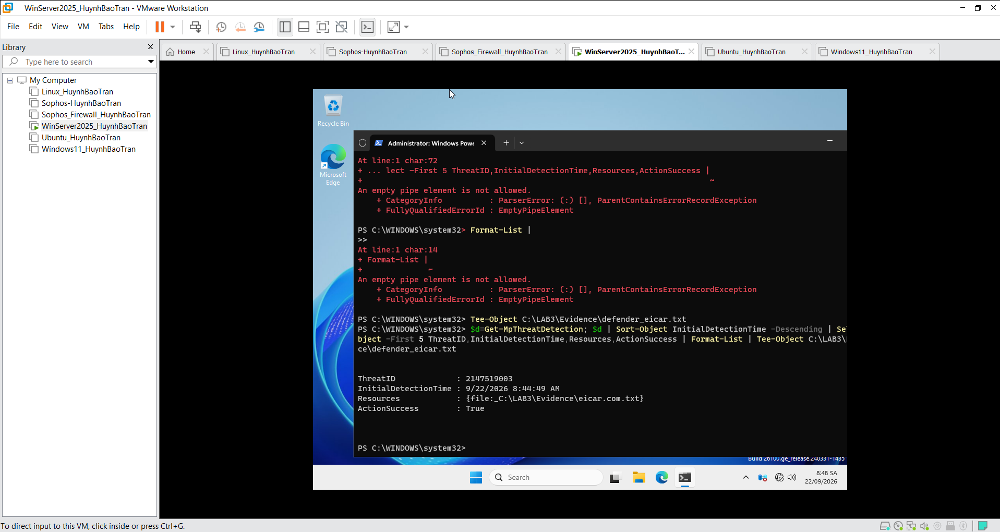 WinServer2025_HuynhBaoTran - VMware Workstation
File Edit View VM Tabs Help
Library
Type here to search
My Computer
Linux_HuynhBaoTran
Sophos-HuynhBaoTran
Sophos_Firewall_HuynhBaoTran
WinServer2025_HuynhBaoTran
Ubuntu_HuynhBaoTran
Windows11_HuynhBaoTran
Home Linux_HuynhBaoTran Sophos-HuynhBaoTran Sophos_Firewall_HuynhBaoTran WinServer2025_HuynhBaoT... Ubuntu_HuynhBaoTran Windows11_HuynhBaoTran
Recycle Bin
Microsoft
Edge
Administrator: Windows Powe
At line:1 char:72
+ ... lect -First 5 ThreatID,InitialDetectionTime,Resources,ActionSuccess |
+ ~
An empty pipe element is not allowed.
+ CategoryInfo : ParserError: (:) [], ParentContainsErrorRecordException
+ FullyQualifiedErrorId : EmptyPipeElement
PS C:\WINDOWS\system32> Format-List |
>>
At line:1 char:14
+ Format-List |
+ ~
An empty pipe element is not allowed.
+ CategoryInfo : ParserError: (:) [], ParentContainsErrorRecordException
+ FullyQualifiedErrorId : EmptyPipeElement
PS C:\WINDOWS\system32> Tee-Object C:\LAB3\Evidence\defender_eicar.txt
PS C:\WINDOWS\system32> $d=Get-MpThreatDetection; $d | Sort-Object InitialDetectionTime -Descending | Se
bject -First 5 ThreatID,InitialDetectionTime,Resources,ActionSuccess | Format-List | Tee-Object C:\LAB3\
ce\defender_eicar.txt
ThreatID : 2147519003
InitialDetectionTime : 9/22/2026 8:44:49 AM
Resources : {file:_C:\LAB3\Evidence\eicar.com.txt}
ActionSuccess : True
PS C:\WINDOWS\system32>
Build 26100.ge_release.240331-1435
Search
8:48 SA
22/09/2026
To direct input to this VM, click inside or press Ctrl+G.